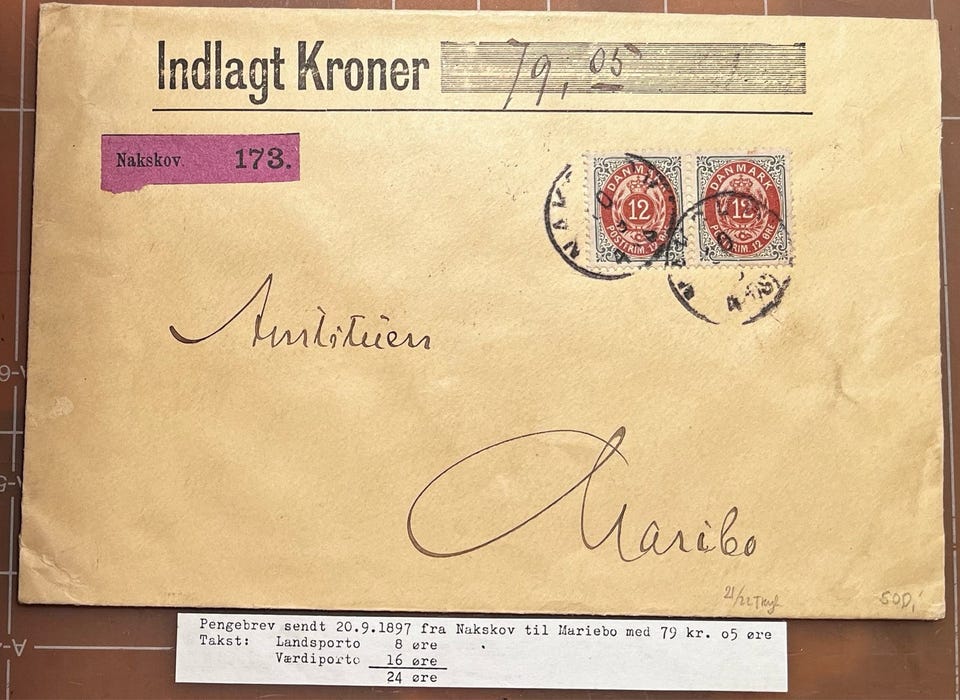 Indlagt Kroner 79,05
Nakskov. 173.
DANMARK DANMARK
12 12
POSTFRIM. 12 ØRE POSTFRIM. 12 ØRE
Amtstuen
Maribo
500,-
Pengebrev sendt 20.9.1897 fra Nakskov til Mariebo med 79 kr. o5 øre
Takst: Landsporto 8 øre
Værdiporto 16 øre
24 øre